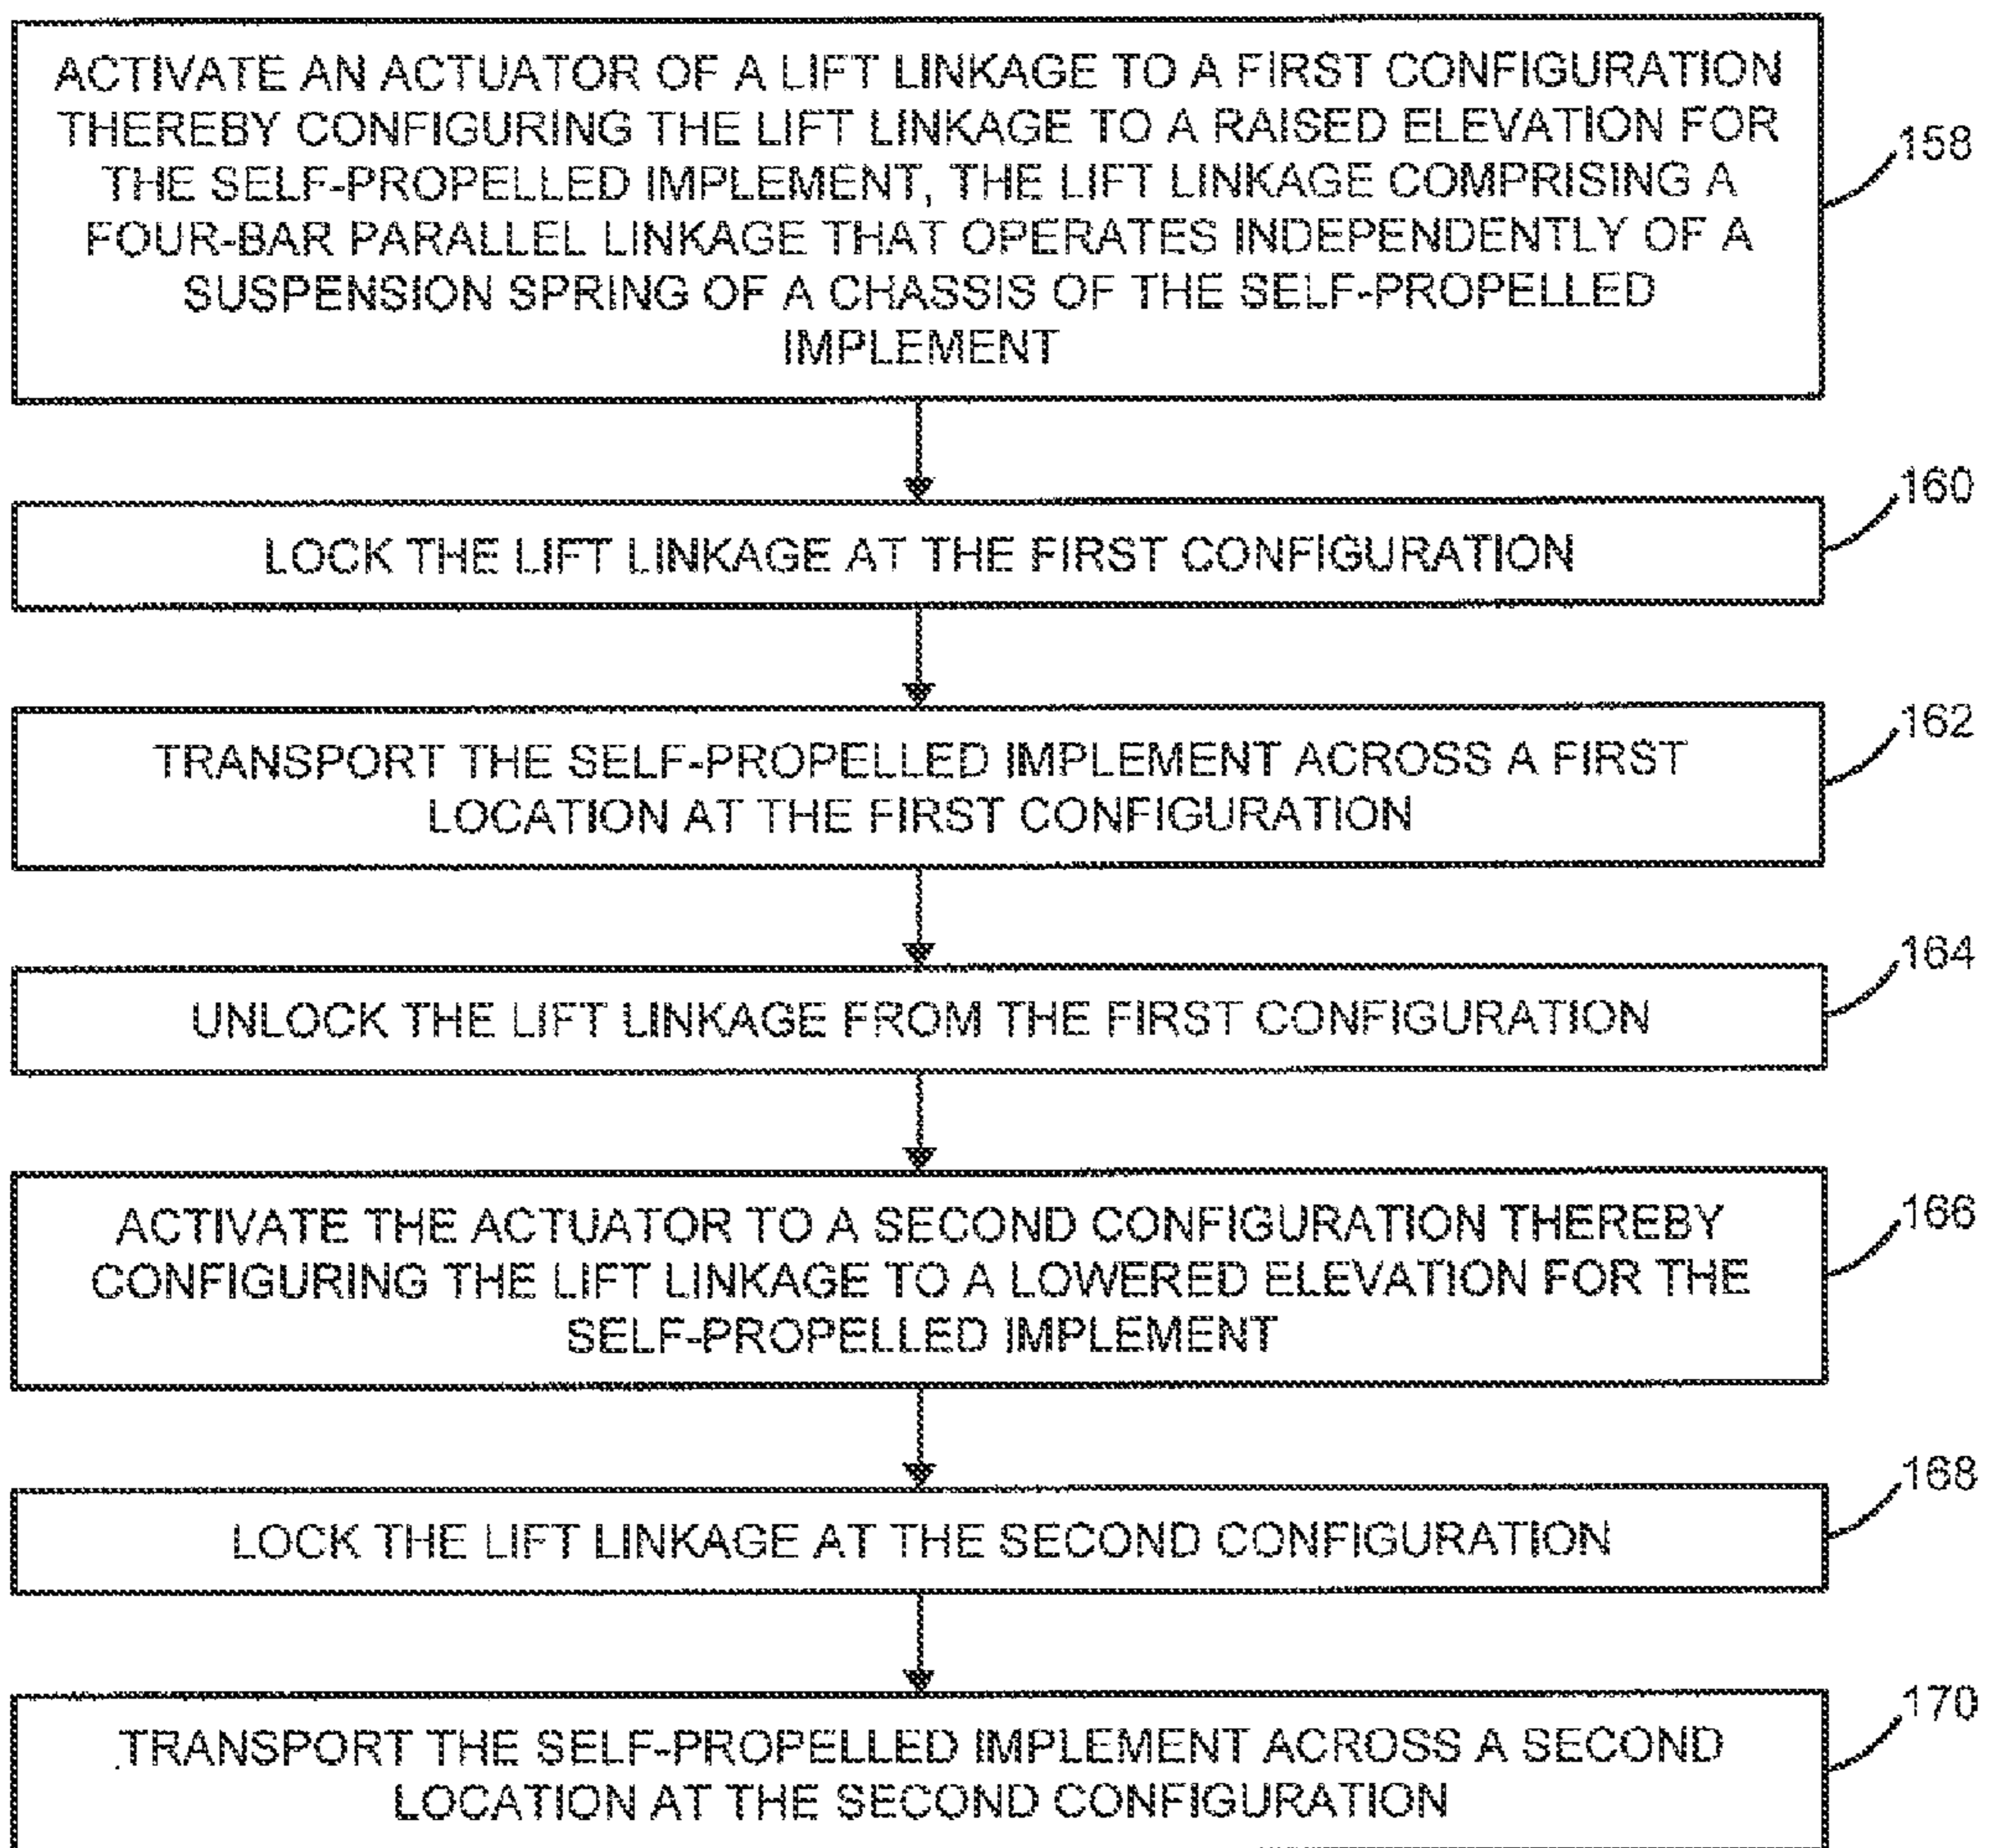 ACTIVATE AN ACTUATOR OF A LIFT LINKAGE TO A FIRST CONFIGURATION
THEREBY CONFIGURING THE LIFT LINKAGE TO A RAISED ELEVATION FOR
THE SELF-PROPELLED IMPLEMENT, THE LIFT LINKAGE COMPRISING A
FOUR-BAR PARALLEL LINKAGE THAT OPERATES INDEPENDENTLY OF A
SUSPENSION SPRING OF A CHASSIS OF THE SELF-PROPELLED
IMPLEMENT
158
160
LOCK THE LIFT LINKAGE AT THE FIRST CONFIGURATION
162
TRANSPORT THE SELF-PROPELLED IMPLEMENT ACROSS A FIRST
LOCATION AT THE FIRST CONFIGURATION
164
UNLOCK THE LIFT LINKAGE FROM THE FIRST CONFIGURATION
166
ACTIVATE THE ACTUATOR TO A SECOND CONFIGURATION THEREBY
CONFIGURING THE LIFT LINKAGE TO A LOWERED ELEVATION FOR THE
SELF-PROPELLED IMPLEMENT
168
LOCK THE LIFT LINKAGE AT THE SECOND CONFIGURATION
170
TRANSPORT THE SELF-PROPELLED IMPLEMENT ACROSS A SECOND
LOCATION AT THE SECOND CONFIGURATION